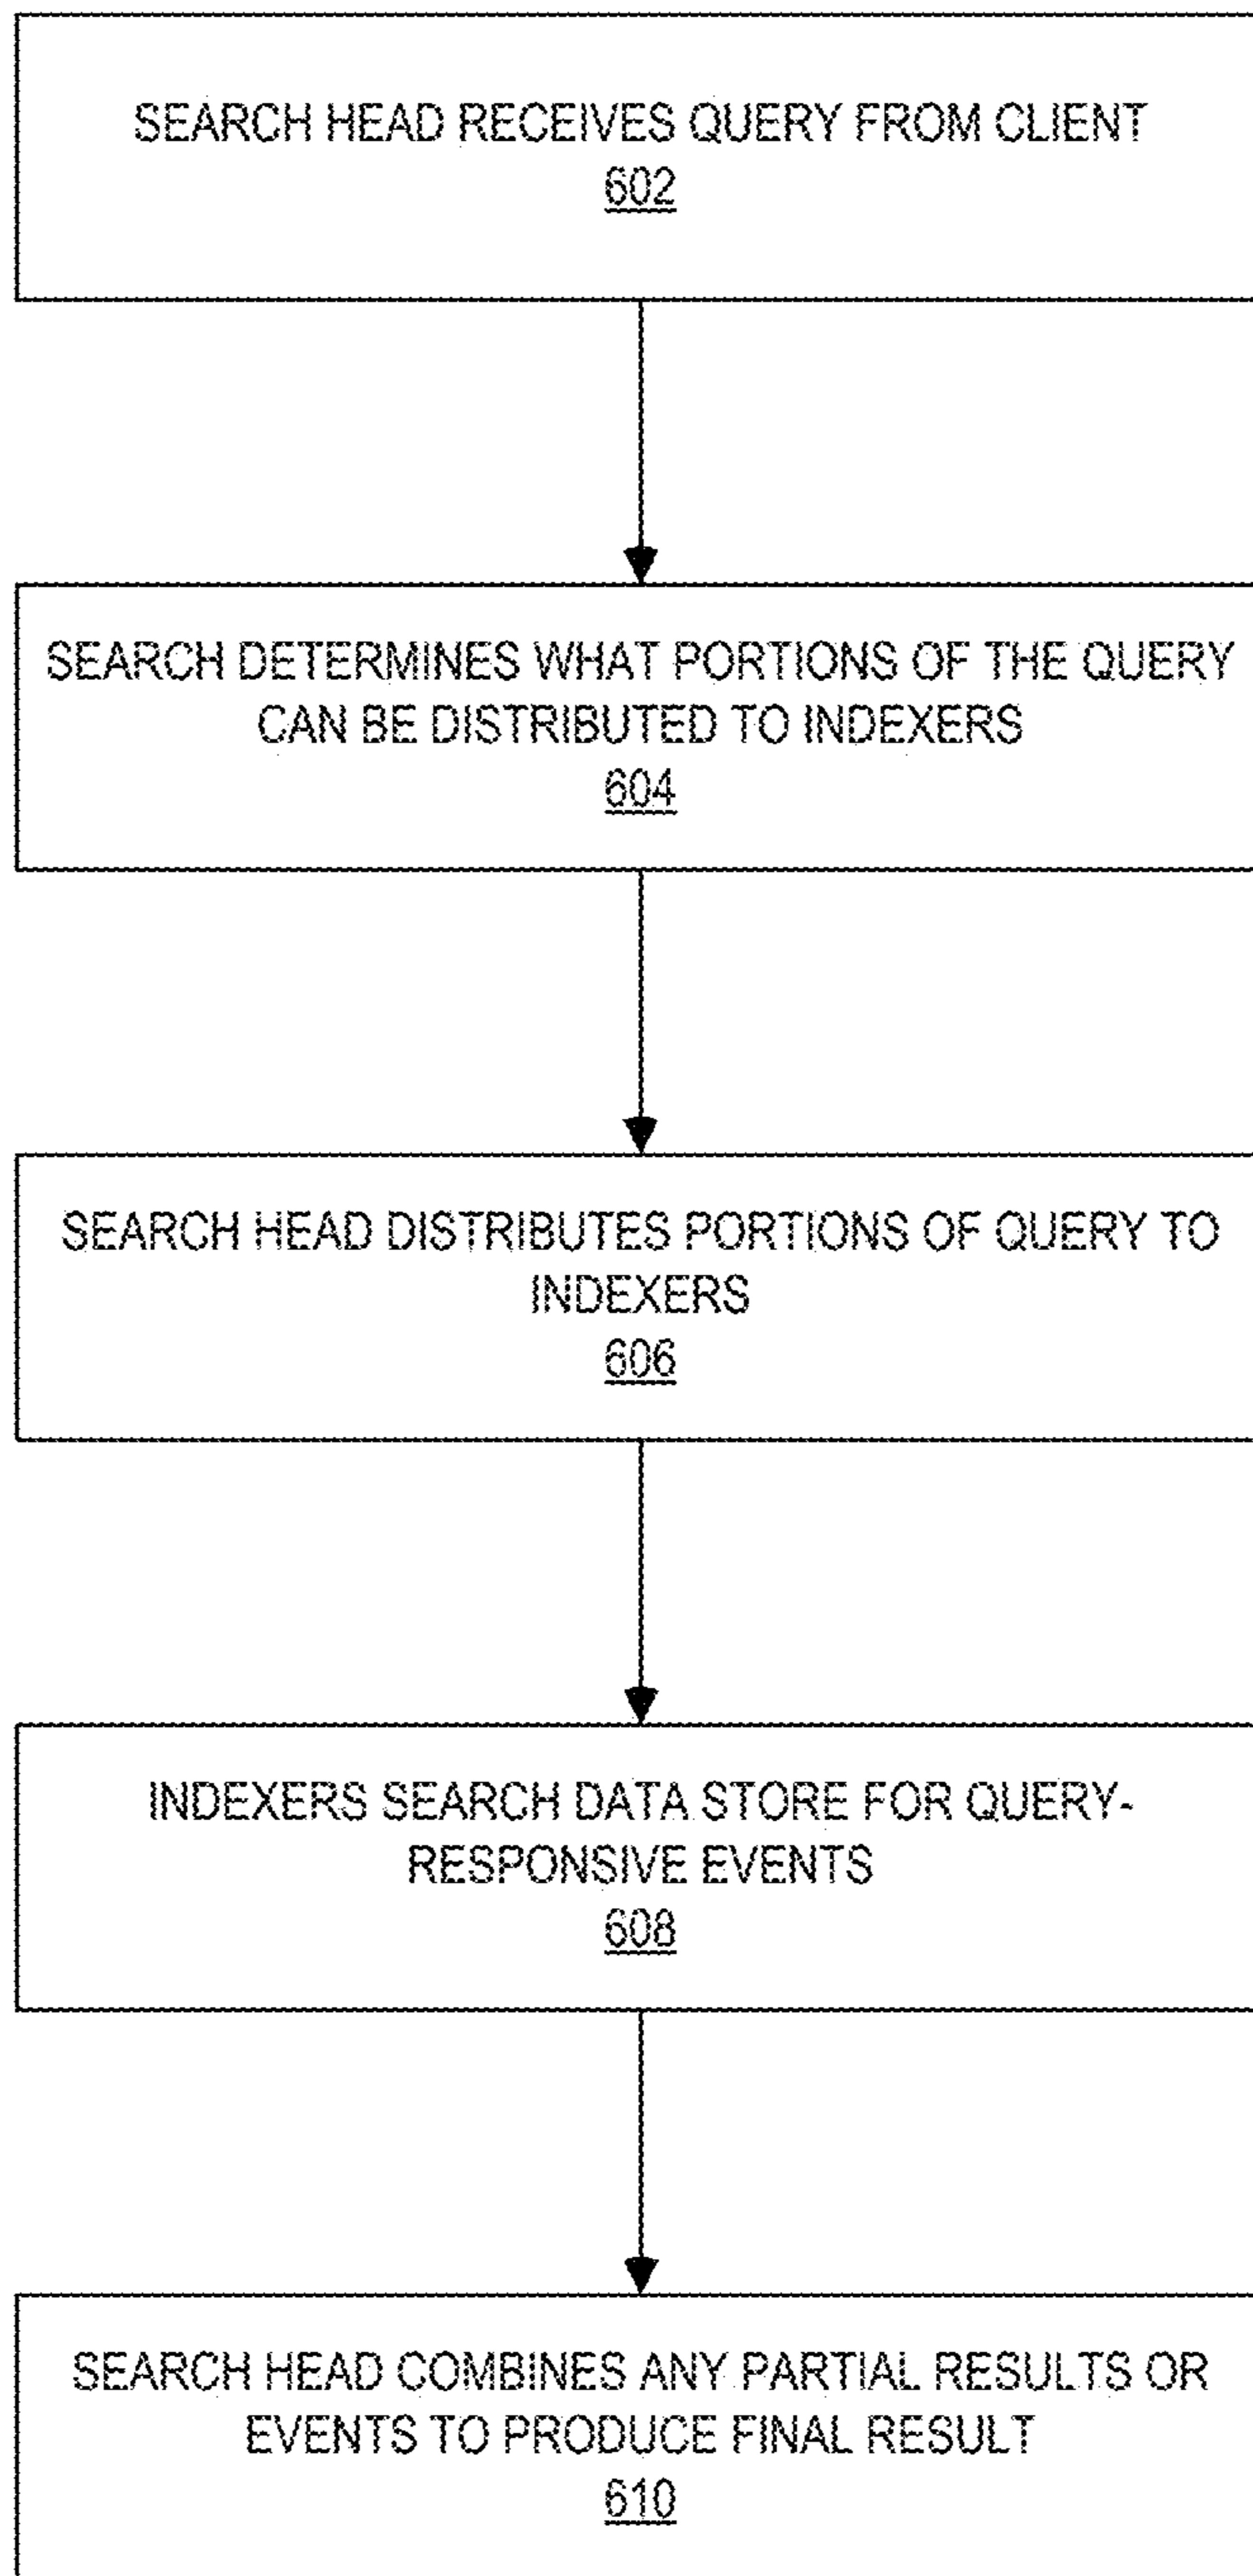 SEARCH HEAD RECEIVES QUERY FROM CLIENT
602
SEARCH DETERMINES WHAT PORTIONS OF THE QUERY
CAN BE DISTRIBUTED TO INDEXERS
604
SEARCH HEAD DISTRIBUTES PORTIONS OF QUERY TO
INDEXERS
606
INDEXERS SEARCH DATA STORE FOR QUERY-
RESPONSIVE EVENTS
608
SEARCH HEAD COMBINES ANY PARTIAL RESULTS OR
EVENTS TO PRODUCE FINAL RESULT
610